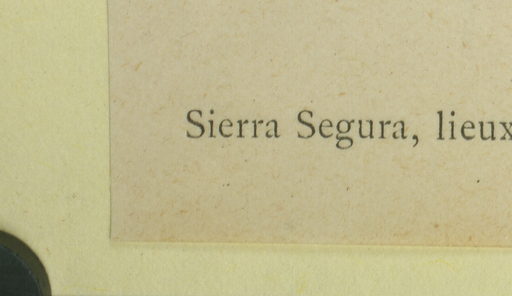 Sierra Segura, lieux